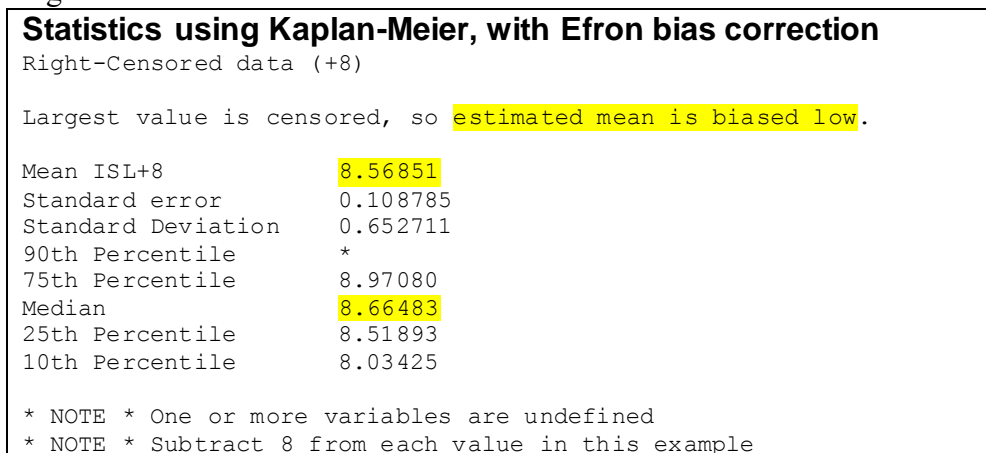 Statistics using Kaplan-Meier, with Efron bias correction
Right-Censored data (+8)
Largest value is censored, so estimated mean is biased low.
Mean ISL+8 8.56851
Standard error 0.108785
Standard Deviation 0.652711
90th Percentile *
75th Percentile 8.97080
Median 8.66483
25th Percentile 8.51893
10th Percentile 8.03425
* NOTE * One or more variables are undefined
* NOTE * Subtract 8 from each value in this example